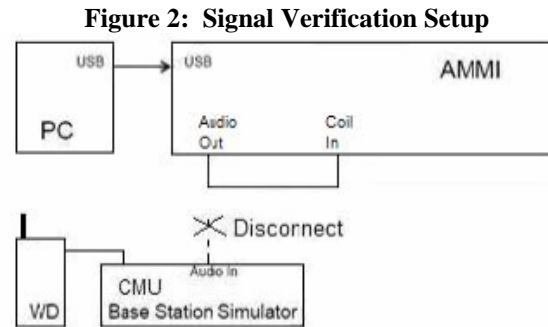 Figure 2: Signal Verification Setup
USB
USB
AMMI
PC
Audio
Out
Coil
In
Disconnect
Audio In
CMU
Base Station Simulator
WD